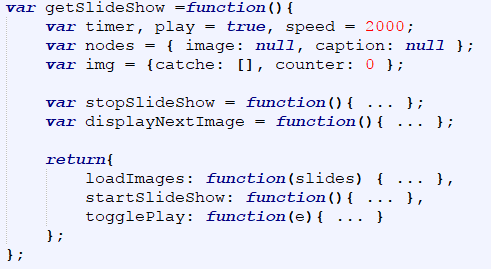 var getSlideShow =function(){
var timer, play = true, speed = 2000;
var nodes = { image: null, caption: null };
var img = {catche: [], counter: 0 };
var stopSlideShow = function(){ ... };
var displayNextImage = function(){ ... };
return{
loadImages: function(slides) { ... },
startSlideShow: function(){ ... },
togglePlay: function(e){ ... }
};
};